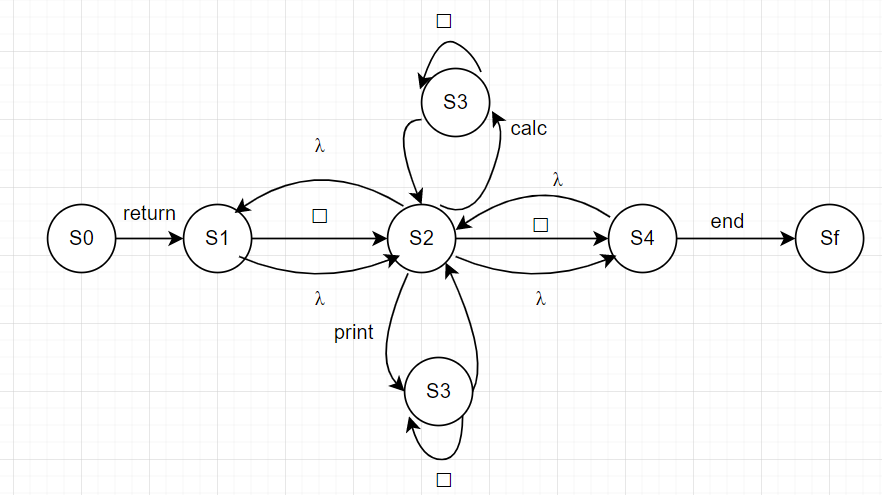 □
S3
calc
λ
λ
return
□
□
end
S0
S1
S2
S4
Sf
λ
λ
print
S3
□